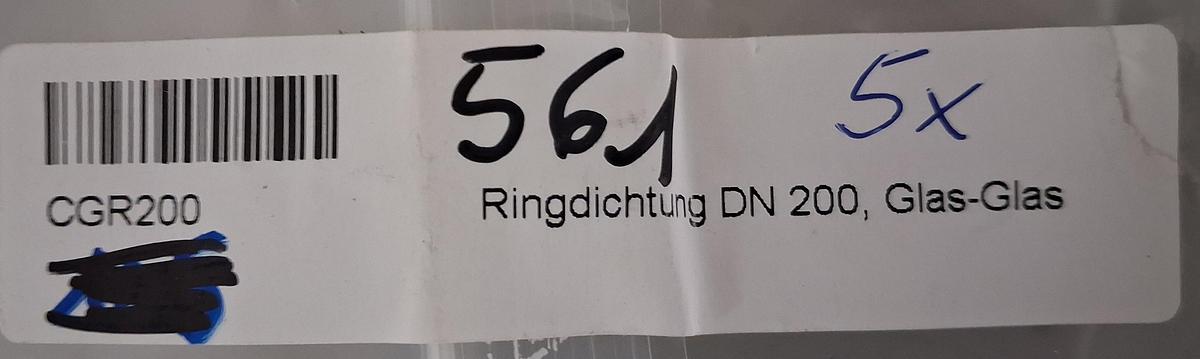 561
5x
CGR200
Ringdichtung DN 200, Glas-Glas